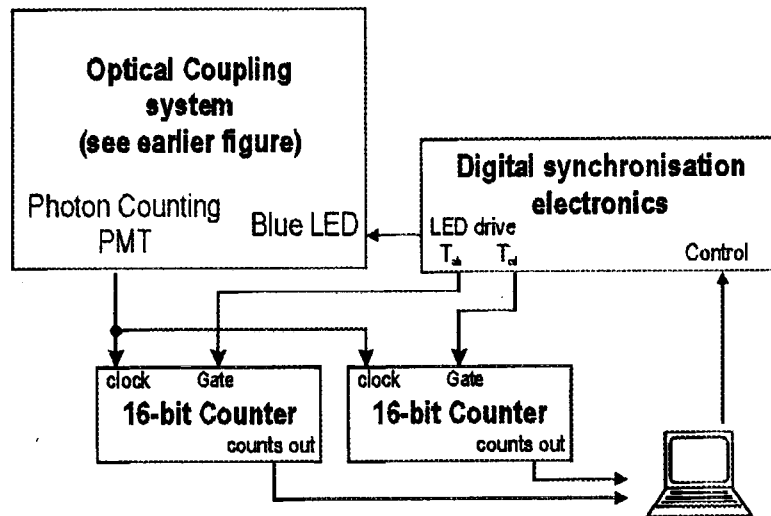 Optical Coupling
system
(see earlier figure)
Photon Counting
PMT
Blue LED
Digital synchronisation
electronics
LED drive
Control
clock
Gate
16-bit Counter
counts out
clock
Gate
16-bit Counter
counts out